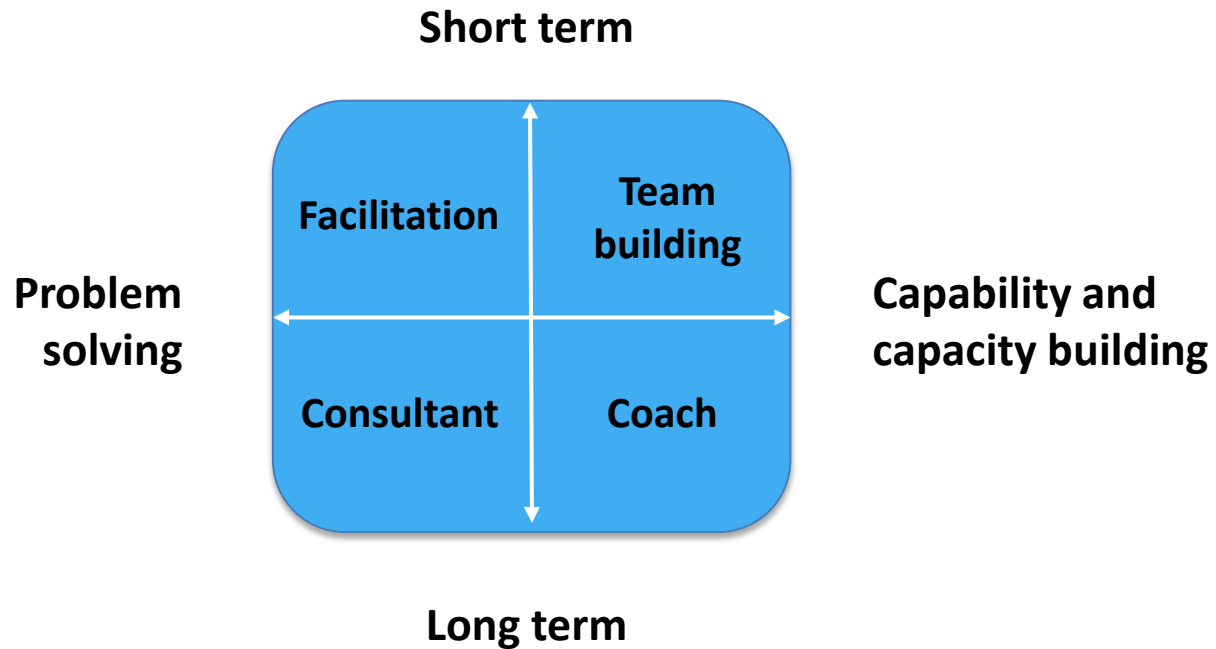 Short term
Facilitation
Team
building
Problem
solving
Capability and
capacity building
Consultant
Coach
Long term